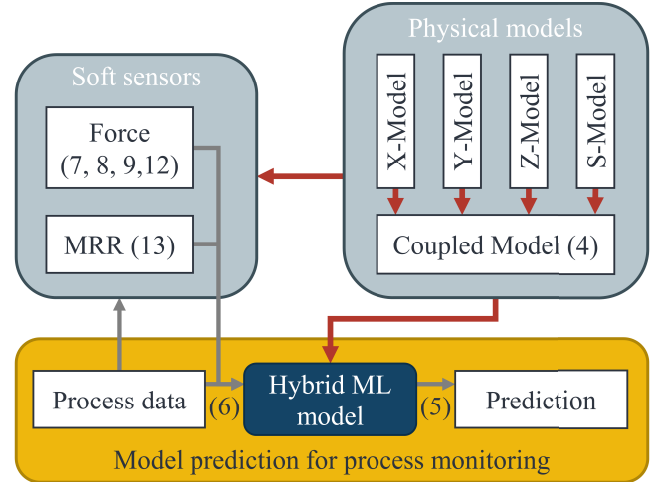 Soft sensors
Force
(7, 8, 9,12)
MRR (13)
Physical models
X-Model
Y-Model
Z-Model
S-Model
Coupled Model (4)
Process data
(6)
Hybrid ML
model
(5)
Prediction
Model prediction for process monitoring